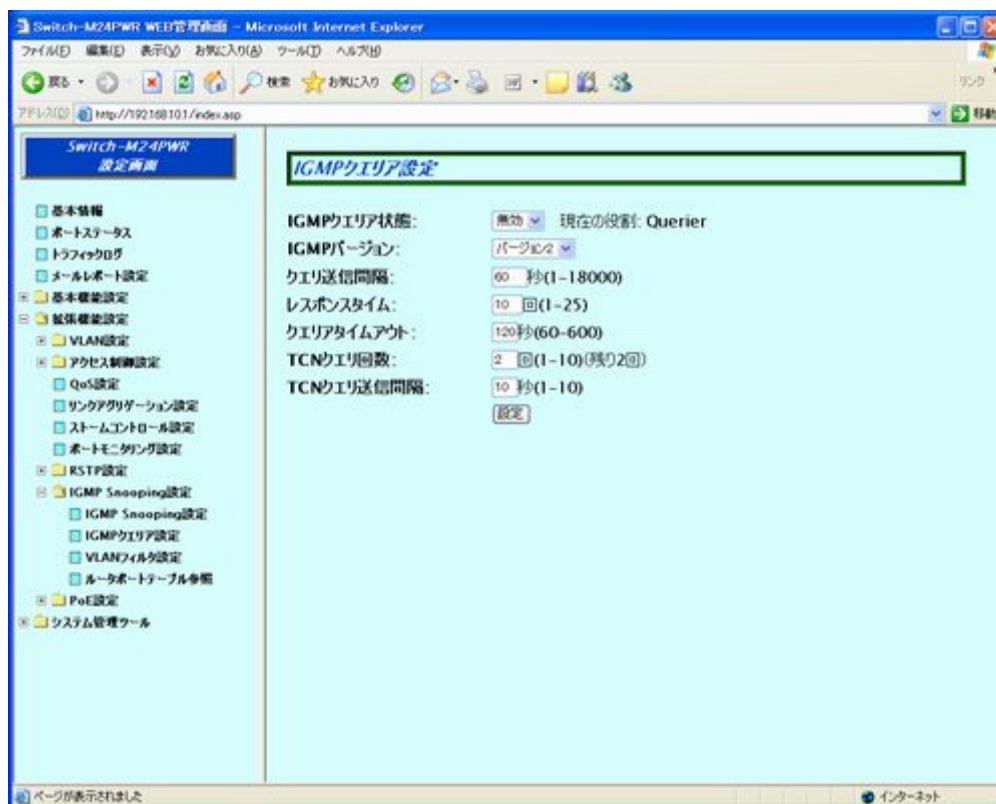 Switch-M24PWR WEB管理画面 - Microsoft Internet Explorer
ファイル(F) 編集(E) 表示(V) お気に入り(A) ツール(T) ヘルプ(H)
戻る 検索 お気に入り リンク
アドレス(D) http://192.168.10.1/index.asp 移動
Switch-M24PWR
設定画面
基本情報
ポートステータス
トラフィックログ
メールレポート設定
基本機能設定
拡張機能設定
VLAN設定
アクセス制御設定
QoS設定
リンクアグリゲーション設定
ストームコントロール設定
ポートモニタリング設定
RSTP設定
IGMP Snooping設定
IGMP Snooping設定
IGMPクエリア設定
VLANフィルタ設定
ルータポートテーブル参照
PoE設定
システム管理ツール
IGMPクエリア設定
IGMPクエリア状態: 無効 現在の役割: Querier
IGMPバージョン: バージョン2
クエリ送信間隔: 60 秒(1-18000)
レスポンスタイム: 10 回(1-25)
クエリアタイムアウト: 120 秒(60-600)
TCNクエリ回数: 2 回(1-10)(残り2回)
TCNクエリ送信間隔: 10 秒(1-10)
設定
ページが表示されました インターネット